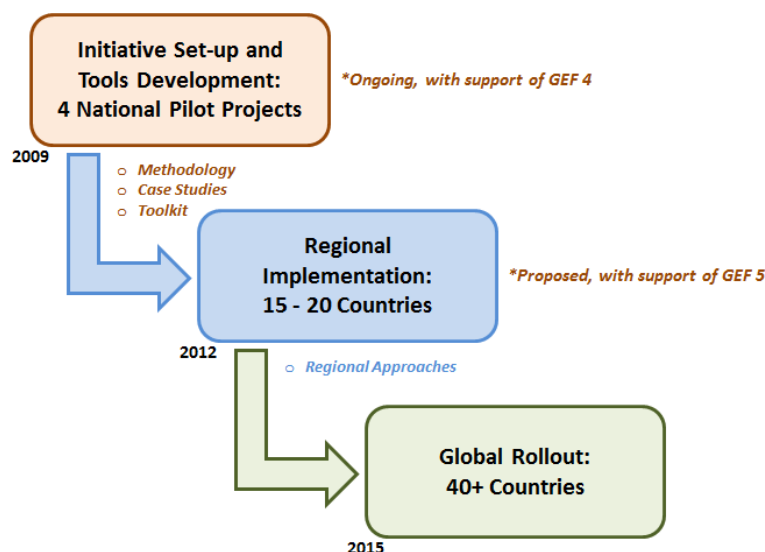 Initiative Set-up and
Tools Development:
4 National Pilot Projects
*Ongoing, with support of GEF 4
2009
o Methodology
o Case Studies
o Toolkit
Regional
Implementation:
15 - 20 Countries
*Proposed, with support of GEF 5
2012
o Regional Approaches
Global Rollout:
40+ Countries
2015